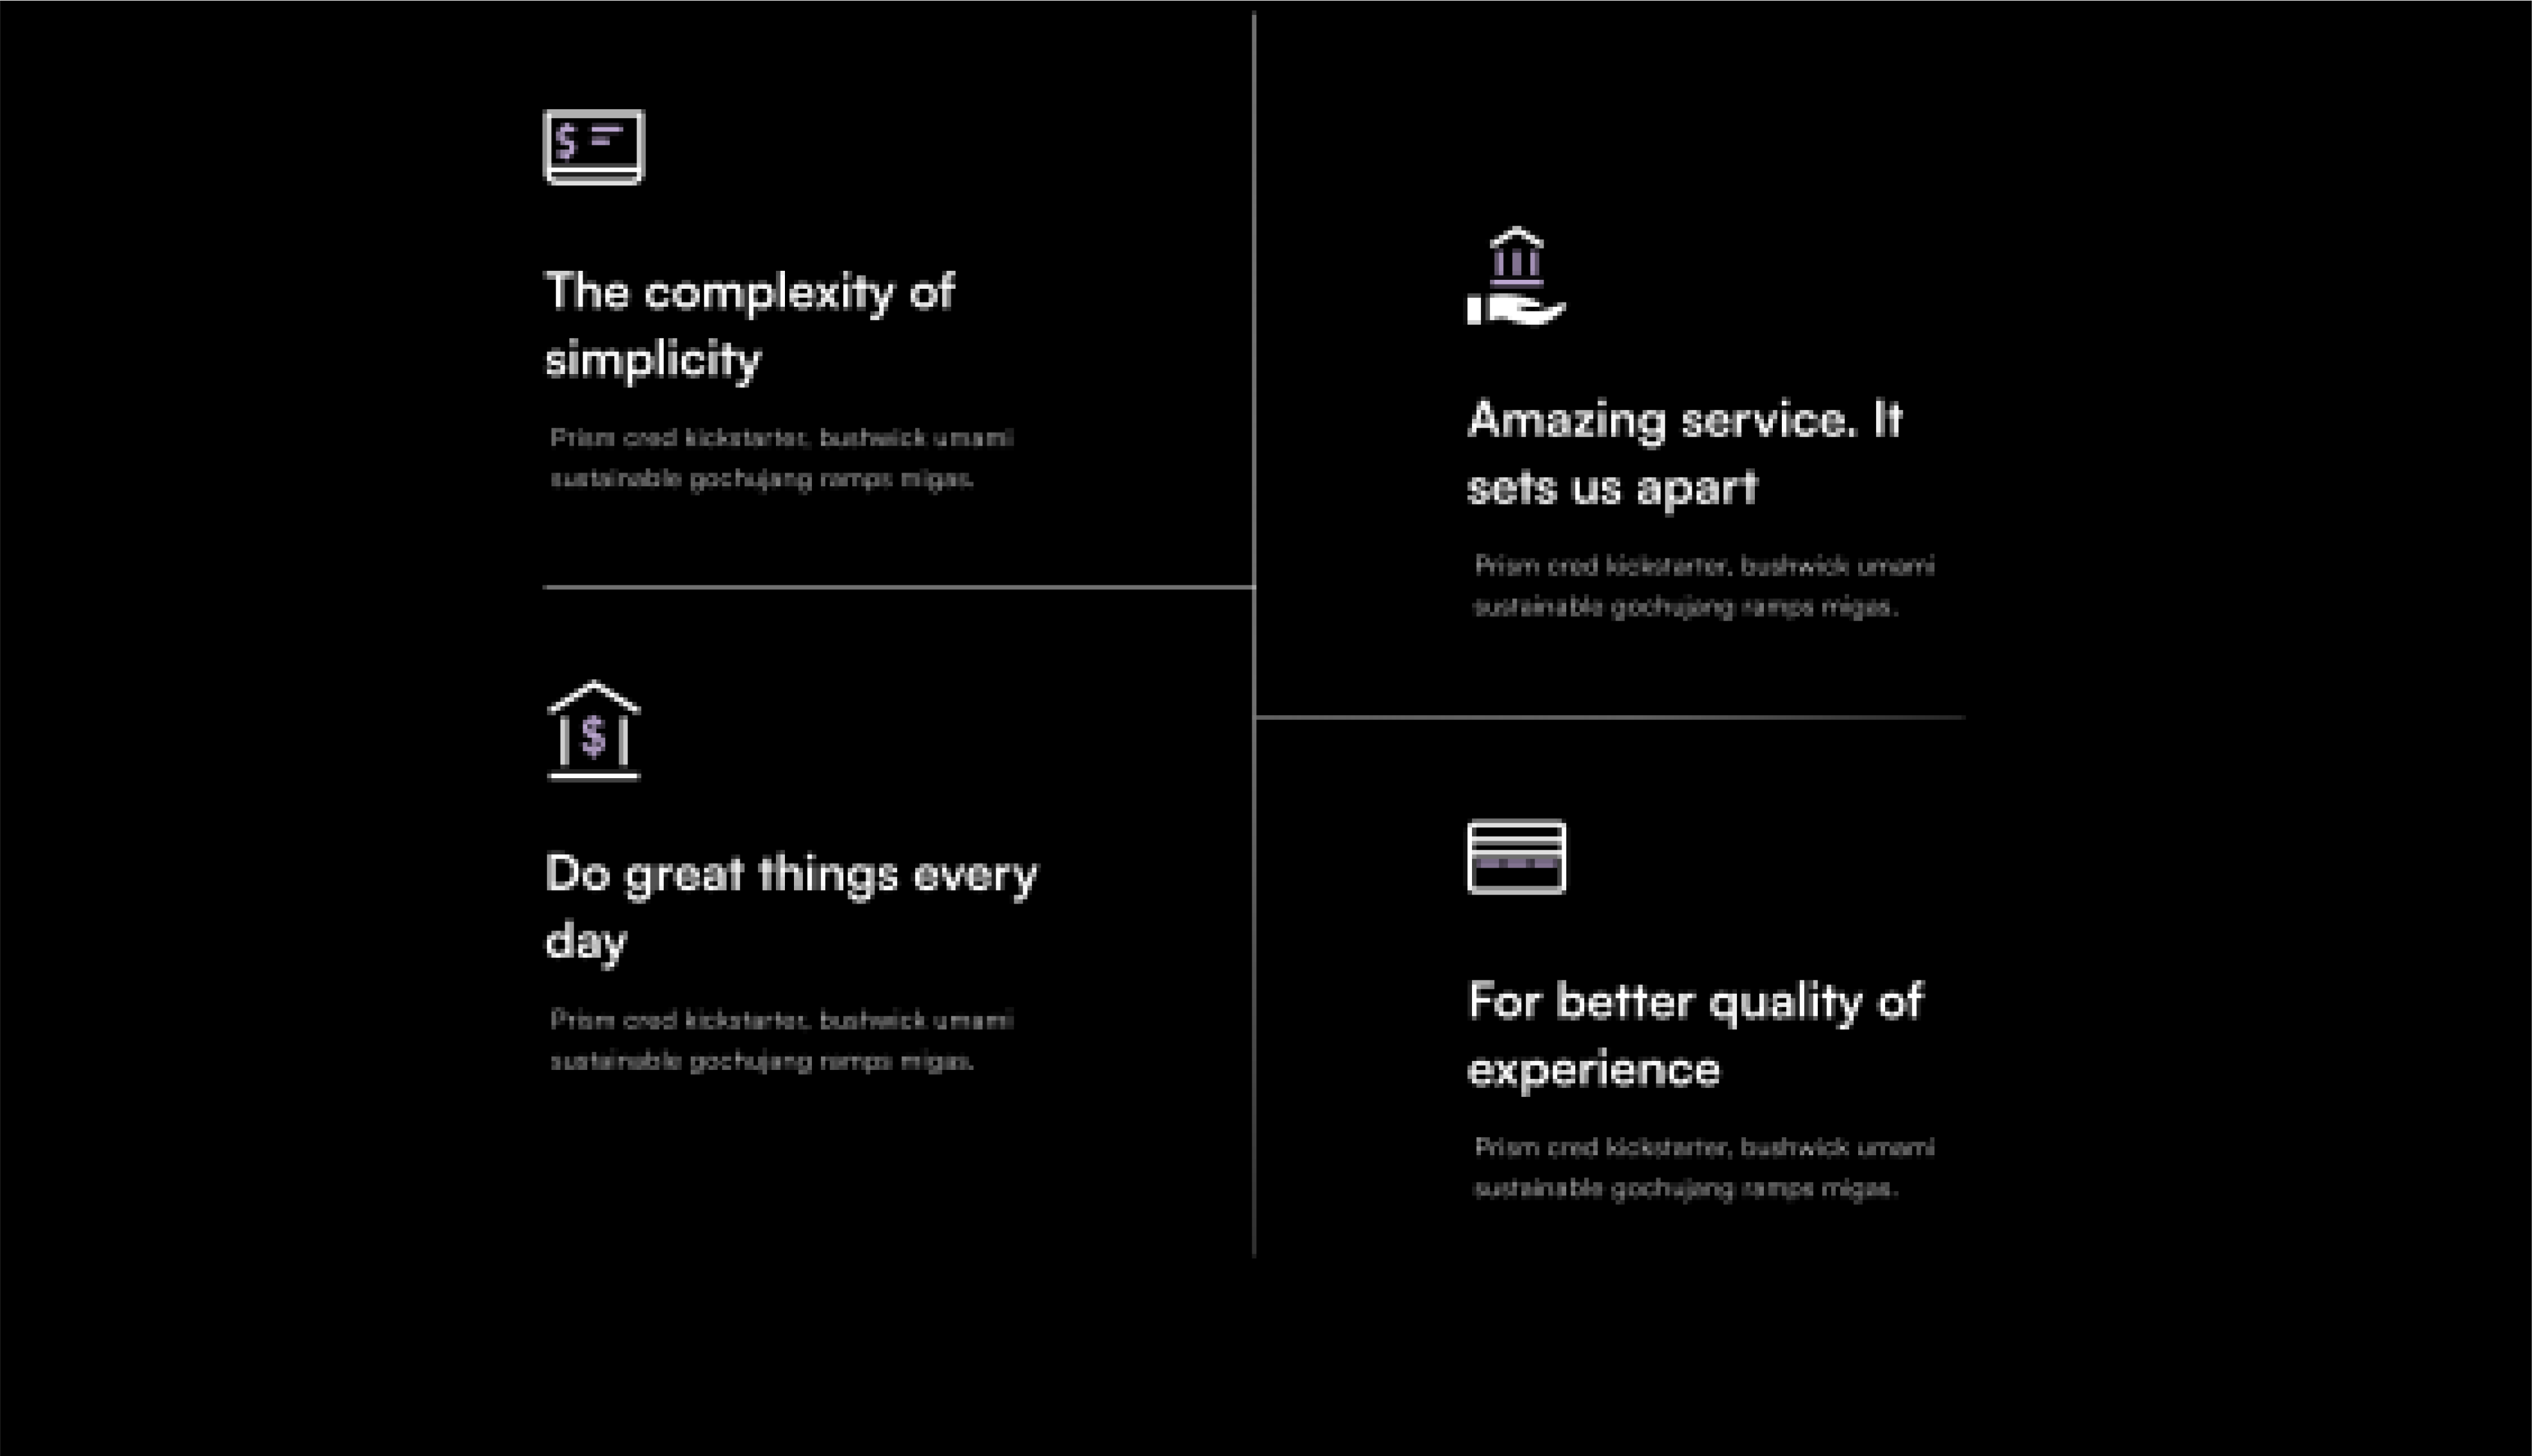 The complexity of
simplicity
Prism cred kickstarter, bushwick umami
sustainable gochujang ramps migas.
Do great things every
day
Prism cred kickstarter, bushwick umami
sustainable gochujang ramps migas.
Amazing service. It
sets us apart
Prism cred kickstarter, bushwick umami
sustainable gochujang ramps migas.
For better quality of
experience
Prism cred kickstarter, bushwick umami
sustainable gochujang ramps migas.